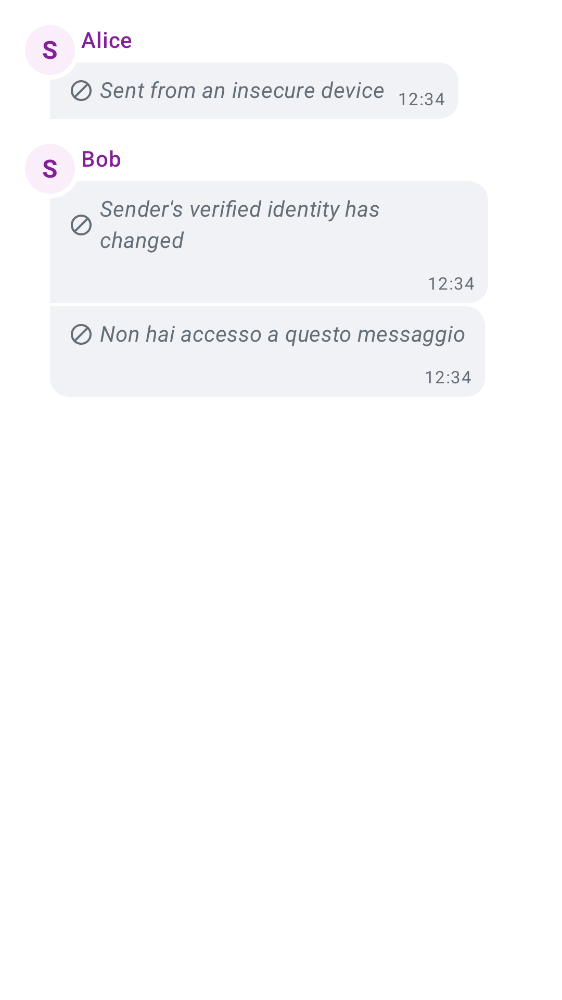 S
Alice
Sent from an insecure device
12:34
S
Bob
Sender's verified identity has
changed
12:34
Non hai accesso a questo messaggio
12:34